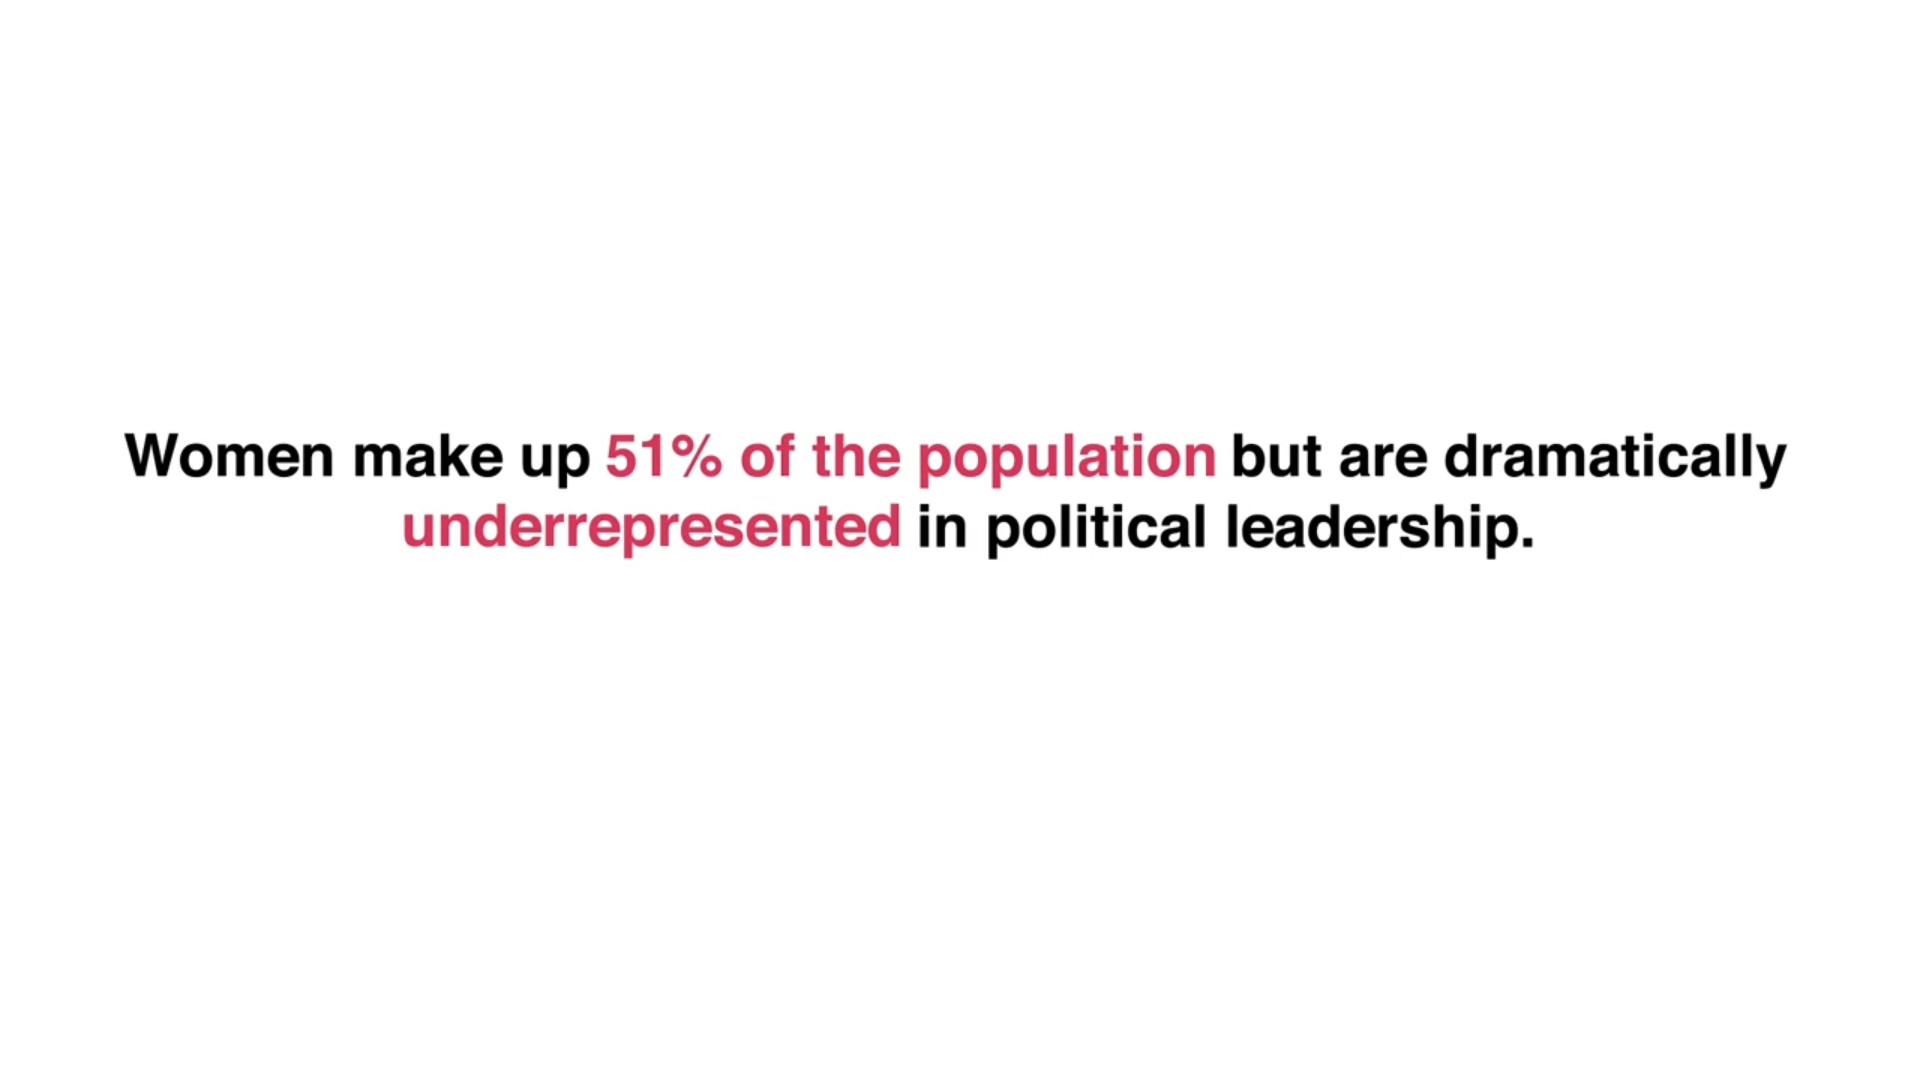 Women make up 51% of the population but are dramatically
underrepresented in political leadership.